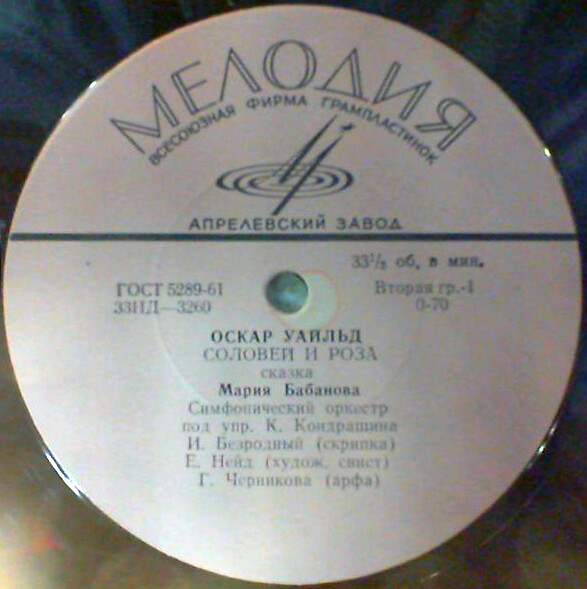 МЕЛОДИЯ
ВСЕСОЮЗНАЯ ФИРМА ГРАМПЛАСТИНОК
АПРЕЛЕВСКИЙ ЗАВОД
33⅓ об. в мин.
ГОСТ 5289-61 Вторая гр.-1
33НД—3260 0-70
ОСКАР УАЙЛЬД
СОЛОВЕЙ И РОЗА
сказка
Мария Бабанова
Симфонический оркестр
под упр. К. Кондрашина
И. Безродный (скрипка)
Е. Нейд (худож. свист)
Г. Черникова (арфа)